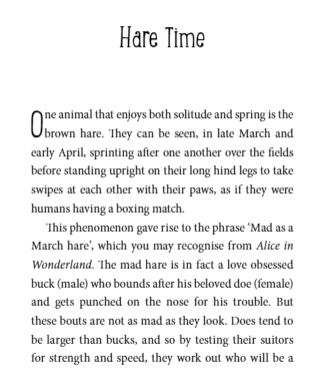 Hare Time
One animal that enjoys both solitude and spring is the
brown hare. They can be seen, in late March and
early April, sprinting after one another over the fields
before standing upright on their long hind legs to take
swipes at each other with their paws, as if they were
humans having a boxing match.
This phenomenon gave rise to the phrase ‘Mad as a
March hare’, which you may recognise from Alice in
Wonderland. The mad hare is in fact a love obsessed
buck (male) who bounds after his beloved doe (female)
and gets punched on the nose for his trouble. But
these bouts are not as mad as they look. Does tend to
be larger than bucks, and so by testing their suitors
for strength and speed, they work out who will be a